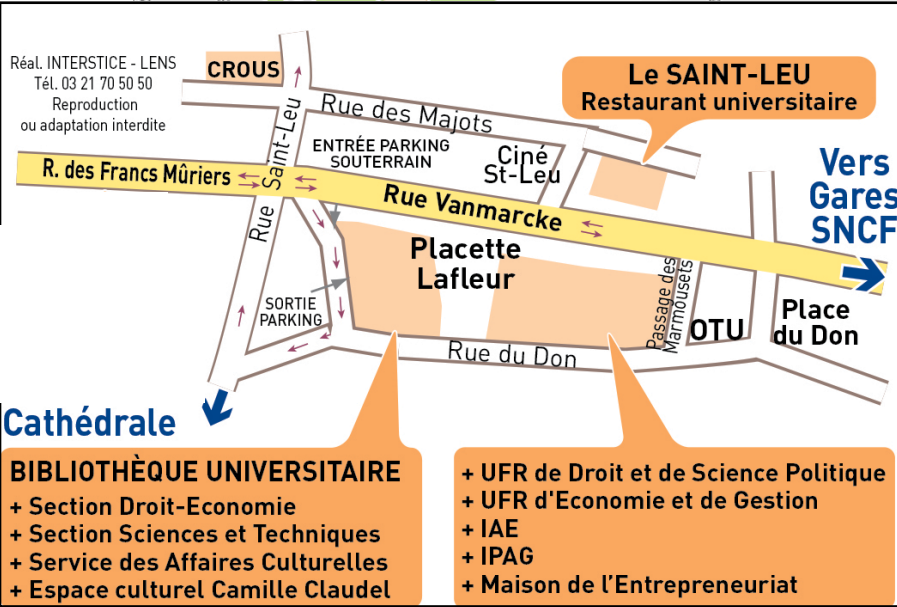 Réal. INTERSTICE - LENS
Tél. 03 21 70 50 50
Reproduction
ou adaptation interdite
CROUS
Le SAINT-LEU
Restaurant universitaire
Rue des Majots
ENTRÉE PARKING
SOUTERRAIN
Ciné
St-Leu
R. des Francs Mûriers
Rue Saint-Leu
Rue Vanmarcke
Vers
Gares
SNCF
Placette
Lafleur
SORTIE
PARKING
Passage des
Marmousets
OTU
Place
du Don
Rue du Don
Cathédrale
BIBLIOTHÈQUE UNIVERSITAIRE
+ Section Droit-Economie
+ Section Sciences et Techniques
+ Service des Affaires Culturelles
+ Espace culturel Camille Claudel
+ UFR de Droit et de Science Politique
+ UFR d'Economie et de Gestion
+ IAE
+ IPAG
+ Maison de l'Entrepreneuriat